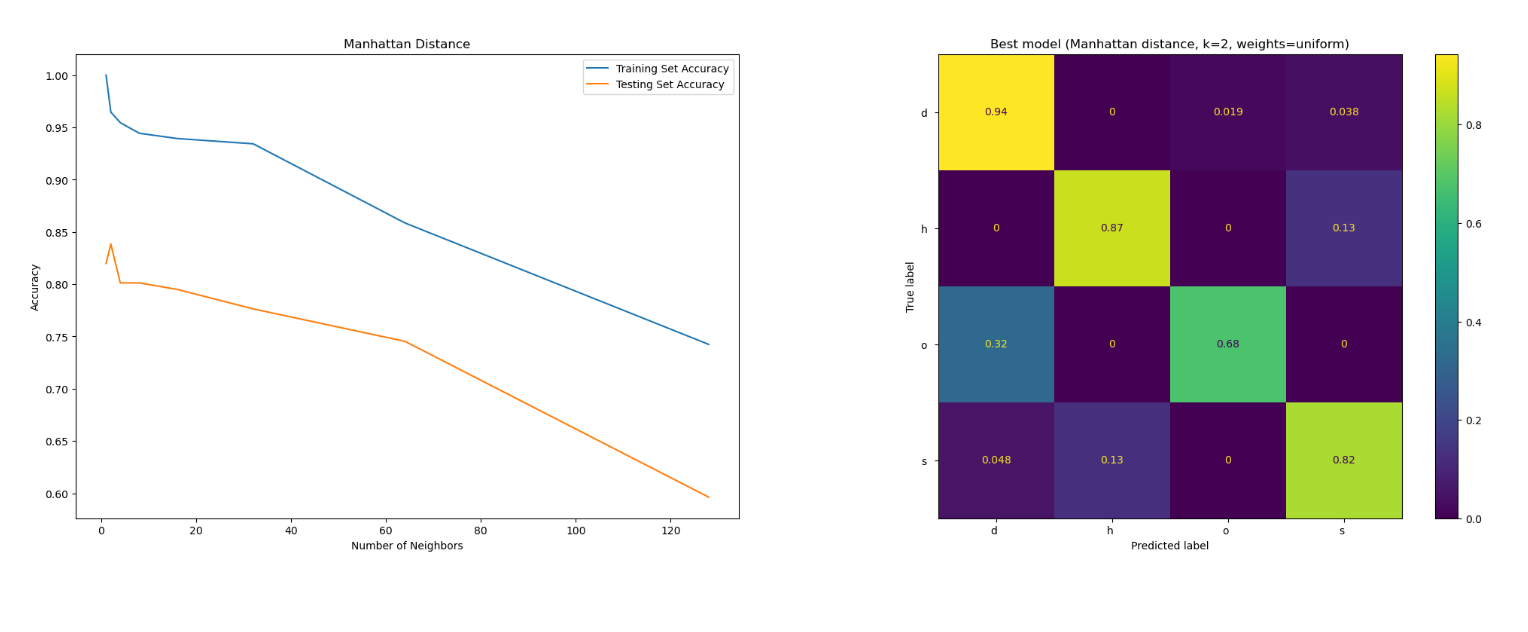 Manhattan Distance
Training Set Accuracy
Testing Set Accuracy
1.00
0.95
0.90
0.85
0.80
0.75
0.70
0.65
0.60
Accuracy
0 20 40 60 80 100 120
Number of Neighbors
Best model (Manhattan distance, k=2, weights=uniform)
d 0.94 0 0.019 0.038
h 0 0.87 0 0.13
o 0.32 0 0.68 0
s 0.048 0.13 0 0.82
True label
d h o s
Predicted label
0.8
0.6
0.4
0.2
0.0